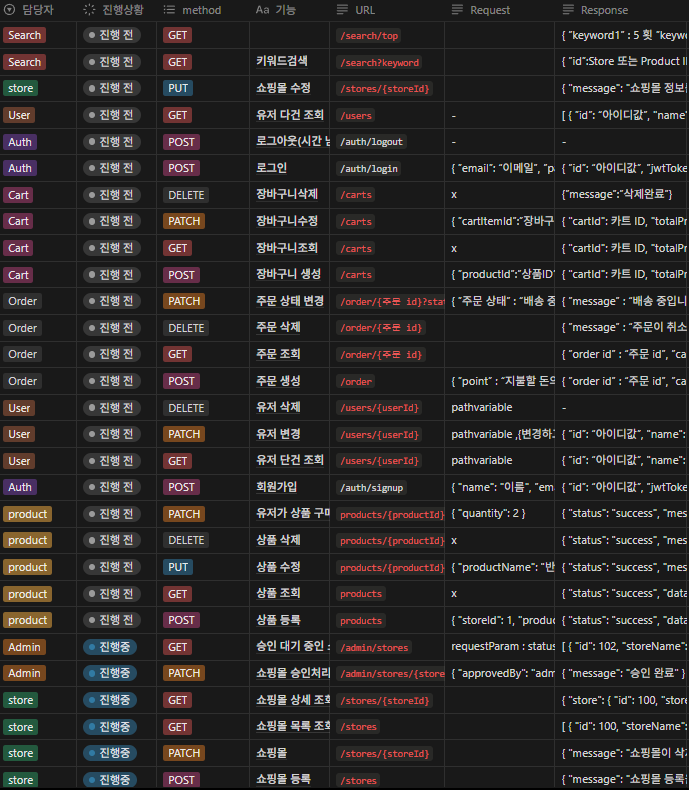 담당자 진행상황 method Aa 기능 URL Request Response
Search 진행 전 GET /search/top { "keyword1" : 5 횟 "keywo
Search 진행 전 GET 키워드검색 /search?keyword { "id":Store 또는 Product I
store 진행 전 PUT 쇼핑몰 수정 /stores/{storeId} { "message": "쇼핑몰 정보
User 진행 전 GET 유저 다건 조회 /users - [ { "id": "아이디값", "name"
Auth 진행 전 POST 로그아웃(시간 /auth/logout - -
Auth 진행 전 POST 로그인 /auth/login { "email": "이메일", "pa { "id": "아이디값", "jwtToke
Cart 진행 전 DELETE 장바구니삭제 /carts x {"message":"삭제완료"}
Cart 진행 전 PATCH 장바구니수정 /carts { "cartItemId":"장바구 { "cartId": 카트 ID, "totalPr
Cart 진행 전 GET 장바구니조회 /carts x { "cartId": 카트 ID, "totalPr
Cart 진행 전 POST 장바구니 생성 /carts { "productId":"상품ID" { "cartId": 카트 ID, "totalPr
Order 진행 전 PATCH 주문 상태 변경 /order/{주문 id}?sta { "주문 상태" : "배송 중 { "message" : "배송 중입니
Order 진행 전 DELETE 주문 삭제 /order/{주문 id} { "message" : "주문이 취소
Order 진행 전 GET 주문 조회 /order/{주문 id} { "order id" : "주문 id", "ca
Order 진행 전 POST 주문 생성 /order { "point" : "지불할 돈의 { "order id" : "주문 id", "ca
User 진행 전 DELETE 유저 삭제 /users/{userId} pathvariable -
User 진행 전 PATCH 유저 변경 /users/{userId} pathvariable ,{변경하고 { "id": "아이디값", "name":
User 진행 전 GET 유저 단건 조회 /users/{userId} pathvariable { "id": "아이디값", "name":
Auth 진행 전 POST 회원가입 /auth/signup { "name": "이름", "ema { "id": "아이디값", "jwtToke
product 진행 전 PATCH 유저가 상품 구매 products/{productId} { "quantity": 2 } { "status": "success", "mes
product 진행 전 DELETE 상품 삭제 products/{productId} x { "status": "success", "mes
product 진행 전 PUT 상품 수정 products/{productId} { "productName": "반 { "status": "success", "mes
product 진행 전 GET 상품 조회 products x { "status": "success", "data
product 진행 전 POST 상품 등록 products { "storeId": 1, "produc { "status": "success", "data
Admin 진행중 GET 승인 대기 중인 /admin/stores requestParam : status [ { "id": 102, "storeName":
Admin 진행중 PATCH 쇼핑몰 승인처리 /admin/stores/{store { "approvedBy": "adm { "message": "승인 완료" }
store 진행중 GET 쇼핑몰 상세 조회 /stores/{storeId} { "store": { "id": 100, "stor
store 진행중 GET 쇼핑몰 목록 조회 /stores [ { "id": 100, "storeName":
store 진행중 PATCH 쇼핑몰 /stores/{storeId} { "message": "쇼핑몰이 삭
store 진행중 POST 쇼핑몰 등록 /stores { "message": "쇼핑몰 등록